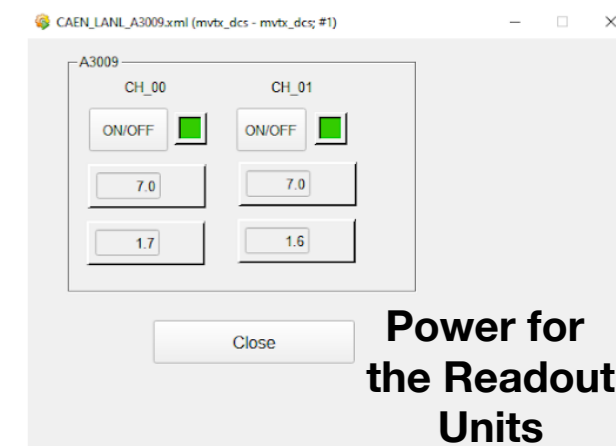 CAEN_LANL_A3009.xml (mvtx_dcs - mvtx_dcs; #1)
A3009
CH_00 CH_01
ON/OFF ON/OFF
7.0 7.0
1.7 1.6
Close
Power for
the Readout
Units